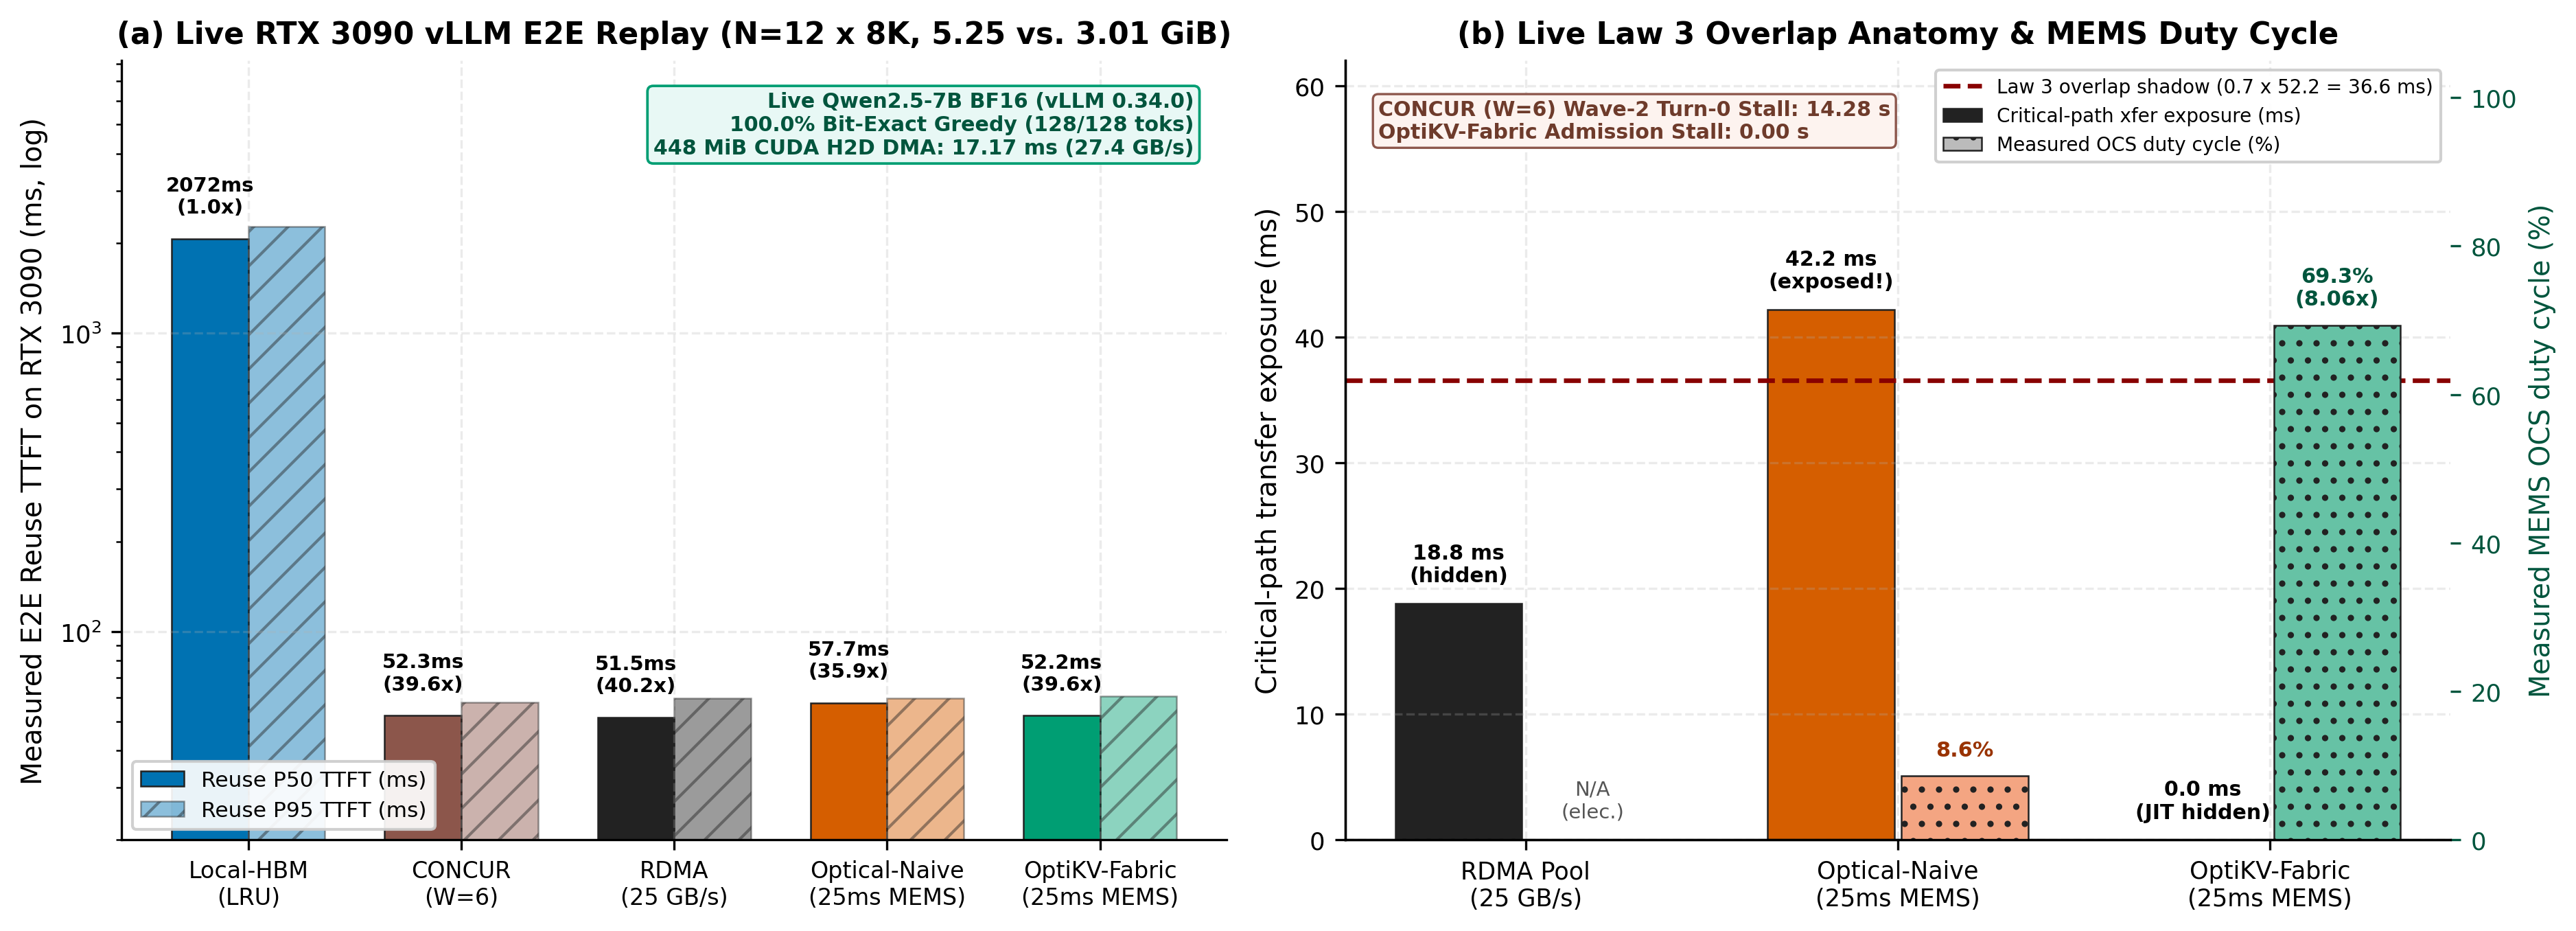 (a) Live RTX 3090 vLLM E2E Replay (N=12 x 8K, 5.25 vs. 3.01 GiB)
Measured E2E Reuse TTFT on RTX 3090 (ms, log)
10³
10²
Live Qwen2.5-7B BF16 (vLLM 0.34.0)
100.0% Bit-Exact Greedy (128/128 toks)
448 MiB CUDA H2D DMA: 17.17 ms (27.4 GB/s)
2072ms
(1.0x)
52.3ms
(39.6x)
51.5ms
(40.2x)
57.7ms
(35.9x)
52.2ms
(39.6x)
Reuse P50 TTFT (ms)
Reuse P95 TTFT (ms)
Local-HBM
(LRU)
CONCUR
(W=6)
RDMA
(25 GB/s)
Optical-Naive
(25ms MEMS)
OptiKV-Fabric
(25ms MEMS)
(b) Live Law 3 Overlap Anatomy & MEMS Duty Cycle
Critical-path transfer exposure (ms)
60
50
40
30
20
10
0
CONCUR (W=6) Wave-2 Turn-0 Stall: 14.28 s
OptiKV-Fabric Admission Stall: 0.00 s
Law 3 overlap shadow (0.7 x 52.2 = 36.6 ms)
Critical-path xfer exposure (ms)
Measured OCS duty cycle (%)
18.8 ms
(hidden)
N/A
(elec.)
42.2 ms
(exposed!)
8.6%
0.0 ms
(JIT hidden)
69.3%
(8.06x)
RDMA Pool
(25 GB/s)
Optical-Naive
(25ms MEMS)
OptiKV-Fabric
(25ms MEMS)
100
80
60
40
20
0
Measured MEMS OCS duty cycle (%)